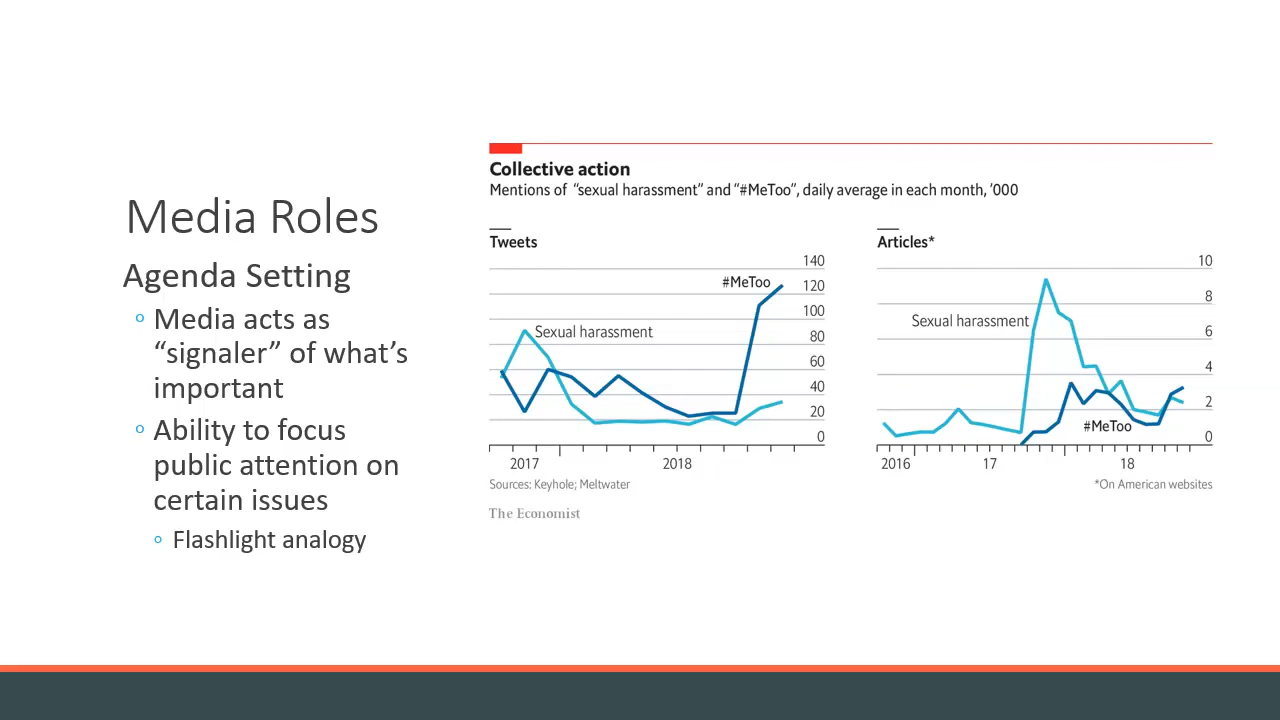 Media Roles
Agenda Setting
◦ Media acts as
“signaler” of what’s
important
◦ Ability to focus
public attention on
certain issues
◦ Flashlight analogy
Collective action
Mentions of “sexual harassment” and “#MeToo”, daily average in each month, ’000
Tweets
140
#MeToo
120
100
Sexual harassment
80
60
40
20
0
2017 2018
Sources: Keyhole; Meltwater
The Economist
Articles*
10
8
Sexual harassment
6
4
2
#MeToo
0
2016 17 18
*On American websites